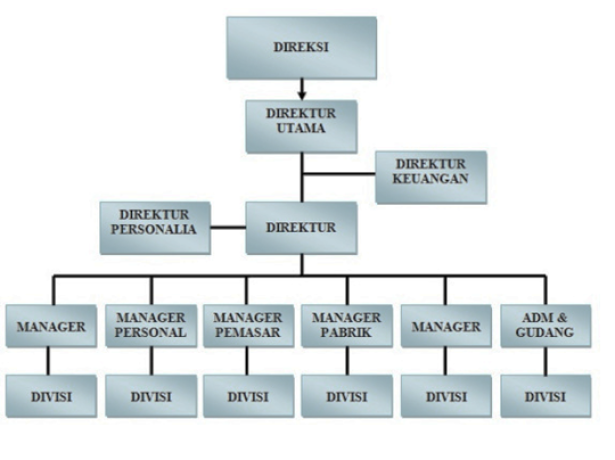 DIREKSI
DIREKTUR
UTAMA
DIREKTUR
KEUANGAN
DIREKTUR
PERSONALIA
DIREKTUR
MANAGER
MANAGER
PERSONAL
MANAGER
PEMASAR
MANAGER
PABRIK
MANAGER
ADM &
GUDANG
DIVISI
DIVISI
DIVISI
DIVISI
DIVISI
DIVISI